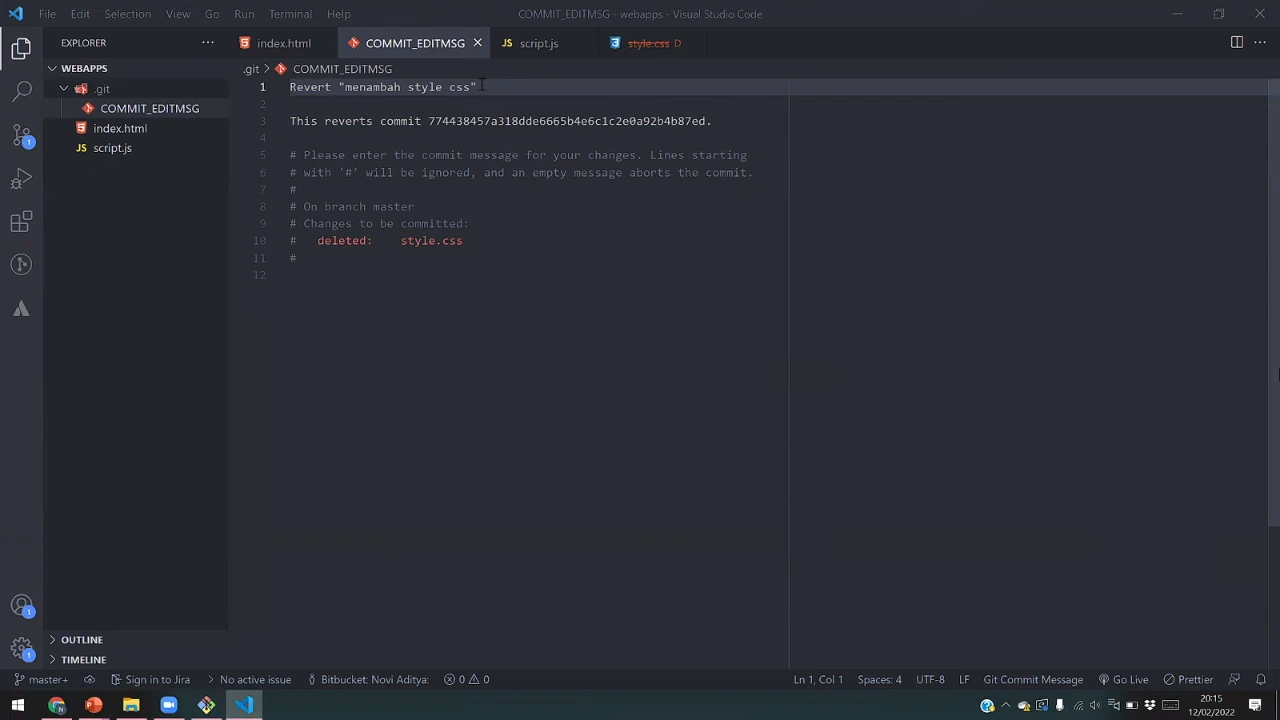 File Edit Selection View Go Run Terminal Help
COMMIT_EDITMSG - webapps - Visual Studio Code
EXPLORER
index.html
COMMIT_EDITMSG
script.js
style.css D
WEBAPPS
.git
COMMIT_EDITMSG
index.html
script.js
.git > COMMIT_EDITMSG
1 Revert "menambah style css"
2
3 This reverts commit 774438457a318dde6665b4e6c1c2e0a92b4b87ed.
4
5 # Please enter the commit message for your changes. Lines starting
6 # with '#' will be ignored, and an empty message aborts the commit.
7 #
8 # On branch master
9 # Changes to be committed:
10 # deleted: style.css
11 #
12
1
1
1
OUTLINE
TIMELINE
master+ Sign in to Jira No active issue Bitbucket: Novi Aditya: 0 0 Ln 1, Col 1 Spaces: 4 UTF-8 LF Git Commit Message Go Live Prettier
20:15
12/02/2022